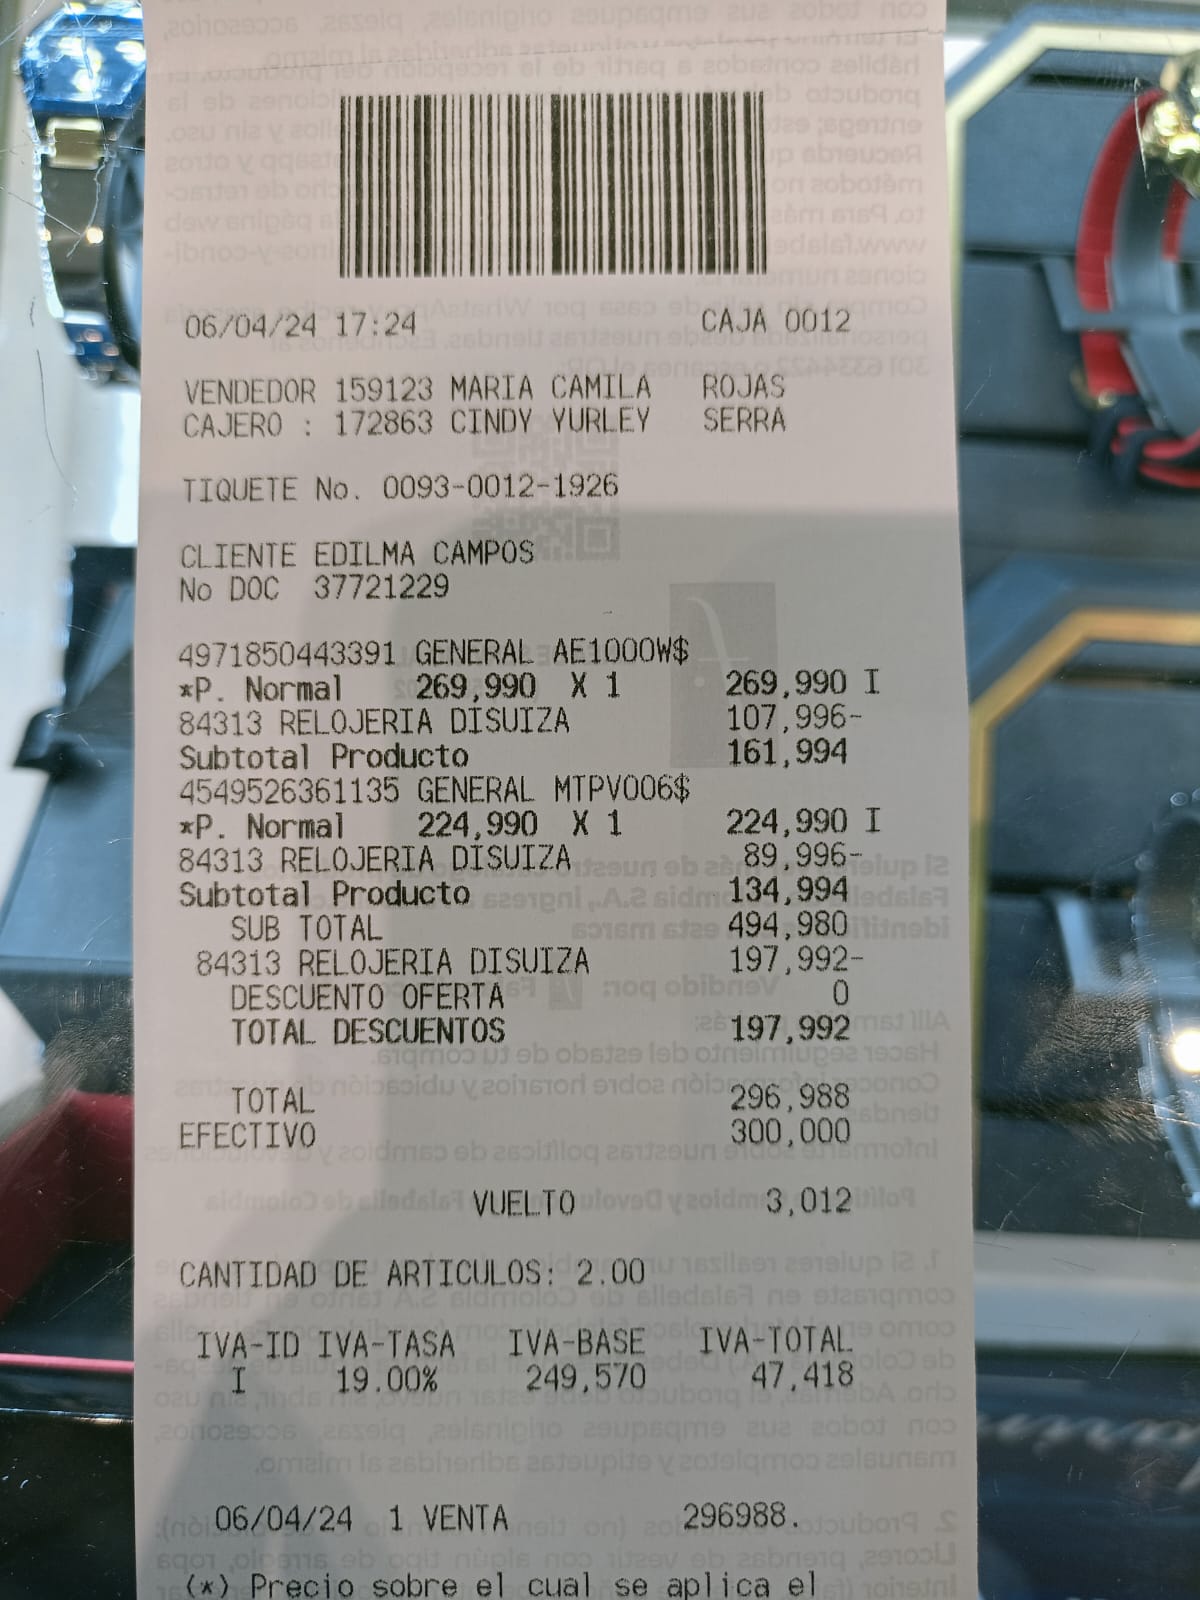 06/04/24 17:24 CAJA 0012
VENDEDOR 159123 MARIA CAMILA ROJAS
CAJERO : 172863 CINDY YURLEY SERRA
TIQUETE No. 0093-0012-1926
CLIENTE EDILMA CAMPOS
No DOC 37721229
4971850443391 GENERAL AE1000W$
*P. Normal 269,990 X 1 269,990 I
84313 RELOJERIA DISUIZA 107,996-
Subtotal Producto 161,994
4549526361135 GENERAL MTPV006$
*P. Normal 224,990 X 1 224,990 I
84313 RELOJERIA DISUIZA 89,996-
Subtotal Producto 134,994
SUB TOTAL 494,980
84313 RELOJERIA DISUIZA 197,992-
DESCUENTO OFERTA 0
TOTAL DESCUENTOS 197,992
TOTAL 296,988
EFECTIVO 300,000
VUELTO 3,012
CANTIDAD DE ARTICULOS: 2.00
IVA-ID IVA-TASA IVA-BASE IVA-TOTAL
I 19.00% 249,570 47,418
06/04/24 1 VENTA 296988.
(*) Precio sobre el cual se aplica el